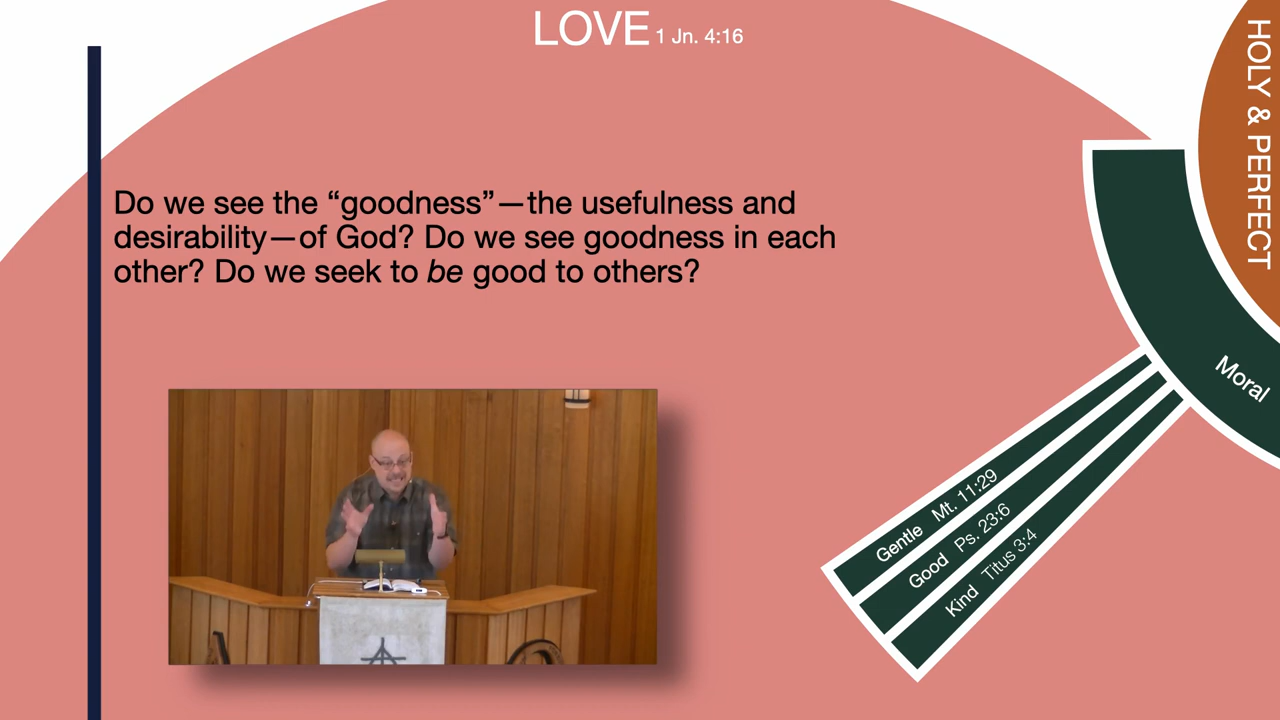 LOVE 1 Jn. 4:16
HOLY & PERFECT
Do we see the “goodness”—the usefulness and
desirability—of God? Do we see goodness in each
other? Do we seek to be good to others?
Moral
Gentle Mt. 11:29
Good Ps. 23:6
Kind Titus 3:4